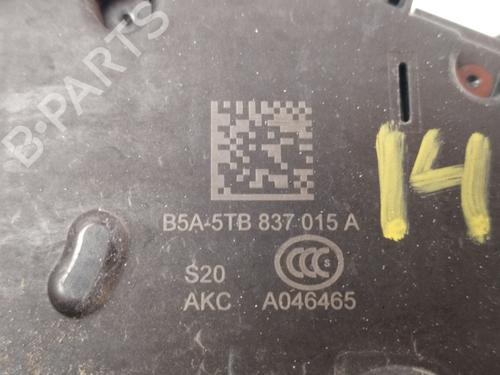 B-PARTS
14
B5A-5TB 837 015 A
S20
CCC S
AKC A046465